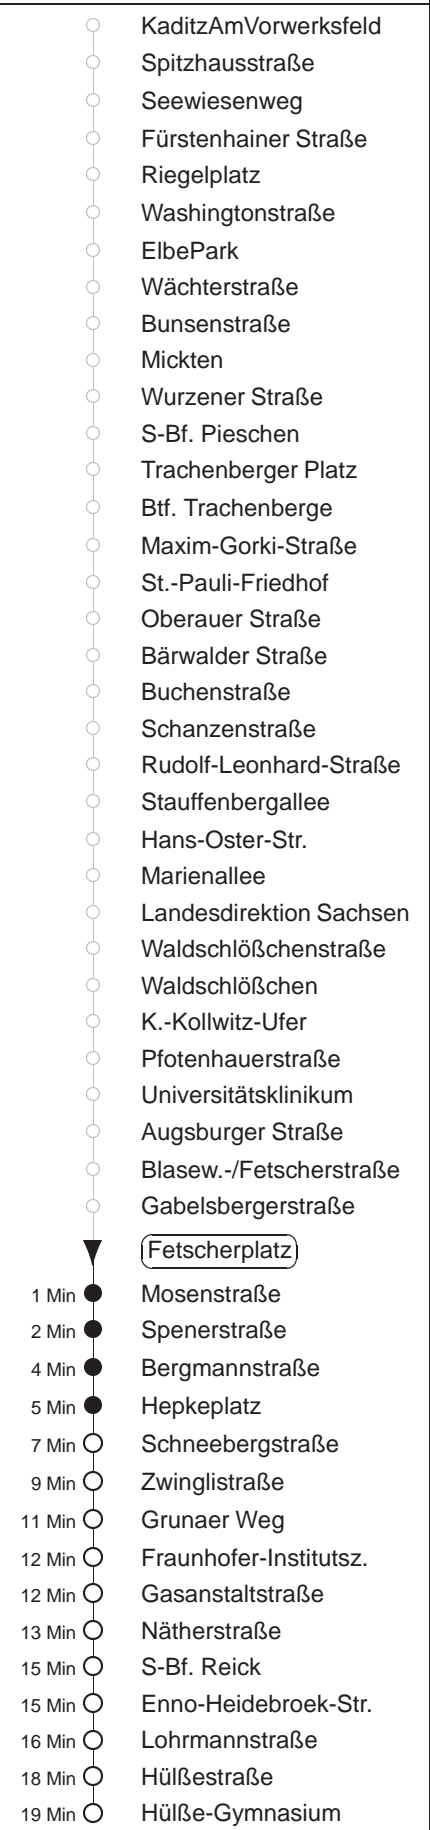 KaditzAmVorwerksfeld
Spitzhausstraße
Seewiesenweg
Fürstenhainer Straße
Riegelplatz
Washingtonstraße
ElbePark
Wächterstraße
Bunsenstraße
Mickten
Wurzener Straße
S-Bf. Pieschen
Trachenberger Platz
Btf. Trachenberge
Maxim-Gorki-Straße
St.-Pauli-Friedhof
Oberauer Straße
Bärwalder Straße
Buchenstraße
Schanzenstraße
Rudolf-Leonhard-Straße
Stauffenbergallee
Hans-Oster-Str.
Marienallee
Landesdirektion Sachsen
Waldschlößchenstraße
Waldschlößchen
K.-Kollwitz-Ufer
Pfotenhauerstraße
Universitätsklinikum
Augsburger Straße
Blasew.-/Fetscherstraße
Gabelsbergerstraße
Fetscherplatz
1 Min Mosenstraße
2 Min Spenerstraße
4 Min Bergmannstraße
5 Min Hepkeplatz
7 Min Schneebergstraße
9 Min Zwinglistraße
11 Min Grunaer Weg
12 Min Fraunhofer-Institutsz.
12 Min Gasanstaltstraße
13 Min Nätherstraße
15 Min S-Bf. Reick
15 Min Enno-Heidebroek-Str.
16 Min Lohrmannstraße
18 Min Hülßestraße
19 Min Hülße-Gymnasium